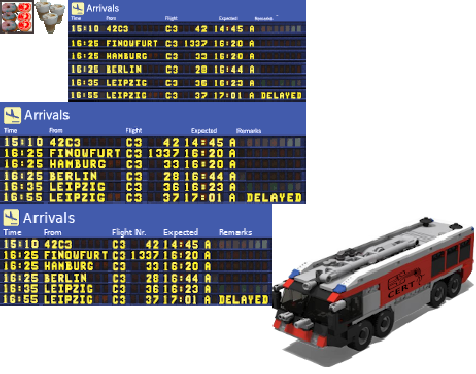 Arrivals
Time From Flight Expected Remarks
15:10 42C3 C3 42 14:45 A
16:25 FINOWFURT C3 1337 16:20 A
16:25 HAMBURG C3 33 16:20 A
16:25 BERLIN C3 28 16:44 A
16:35 LEIPZIG C3 36 16:23 A
16:55 LEIPZIG C3 37 17:01 A DELAYED
Arrivals
Time From Flight Expected Remarks
15:10 42C3 C3 42 14:45 A
16:25 FINOWFURT C3 1337 16:20 A
16:25 HAMBURG C3 33 16:20 A
16:25 BERLIN C3 28 16:44 A
16:35 LEIPZIG C3 36 16:23 A
16:55 LEIPZIG C3 37 17:01 A DELAYED
Arrivals
Time From Flight Nr. Expected Remarks
15:10 42C3 C3 42 14:45 A
16:25 FINOWFURT C3 1337 16:20 A
16:25 HAMBURG C3 33 16:20 A
16:25 BERLIN C3 28 16:44 A
16:35 LEIPZIG C3 36 16:23 A
16:55 LEIPZIG C3 37 17:01 A DELAYED
CERT